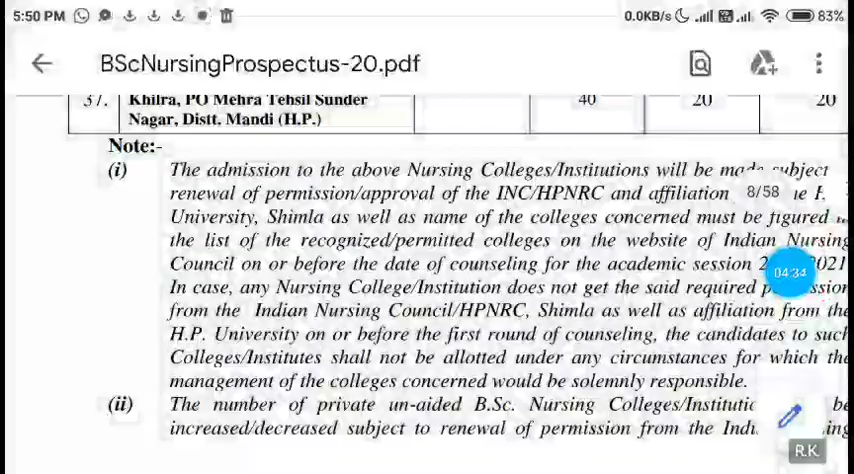 5:50 PM 0.0KB/s 83%
BScNursingProspectus-20.pdf
37. Khilra, PO Mehra Tehsil Sunder 40 20 20
Nagar, Distt. Mandi (H.P.)
Note:-
(i) The admission to the above Nursing Colleges/Institutions will be subject
renewal of permission/approval of the INC/HPNRC and affiliation 8/58
University, Shimla as well as name of the colleges concerned must be figured
the list of the recognized/permitted colleges on the website of Indian Nursing
Council on or before the date of counseling for the academic session 04:34
In case, any Nursing College/Institution does not get the said required
from the Indian Nursing Council/HPNRC, Shimla as well as affiliation from the
H.P. University on or before the first round of counseling, the candidates to such
Colleges/Institutes shall not be allotted under any circumstances for which the
management of the colleges concerned would be solemnly responsible.
(ii) The number of private un-aided B.Sc. Nursing be
increased/decreased subject to renewal of permission from the
R.K